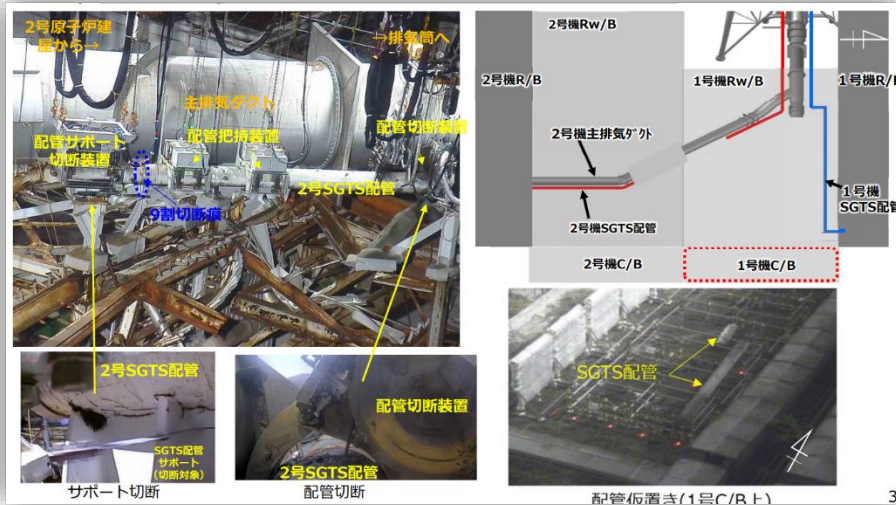 2号原子炉建
屋から→
→排気筒へ
主排気ダクト
配管把持装置
配管切断装置
配管サポート
切断装置
2号SGTS配管
9割切断痕
2号SGTS配管
SGTS配管
サポート
(切断対象)
サポート切断
配管切断装置
2号SGTS配管
配管切断
2号機Rw/B
2号機R/B
1号機Rw/B
1号機R/
2号機主排気ダクト
2号機SGTS配管
1号機
SGTS配管
2号機C/B
1号機C/B
SGTS配管
配管仮置き(1号C/B上)
3